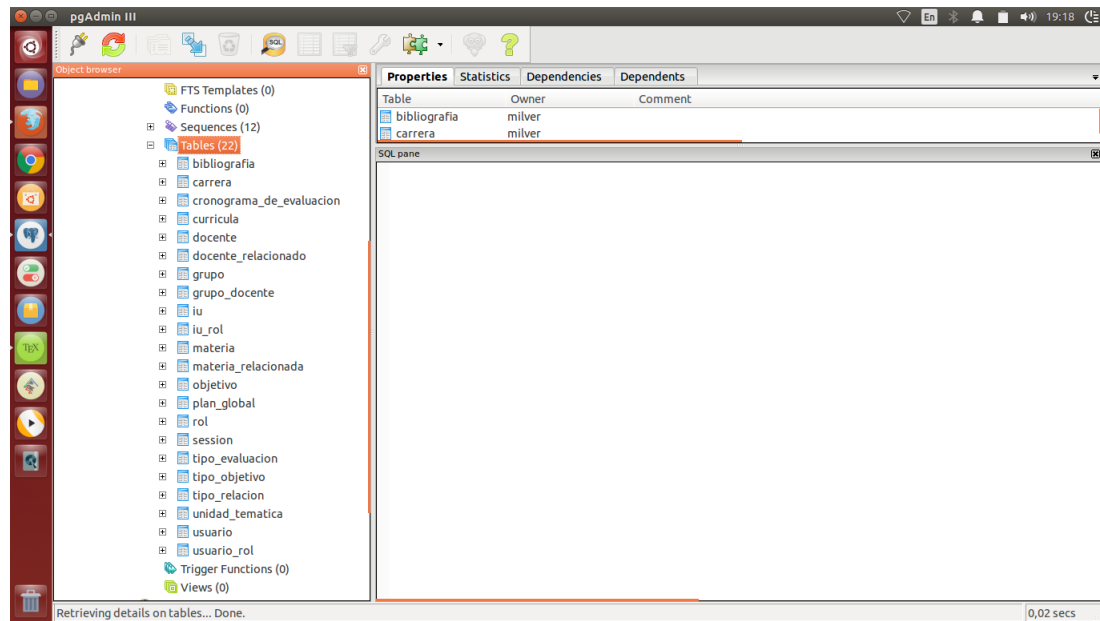 pgAdmin III
En
19:18
SQL
Object browser
FTS Templates (0)
Functions (0)
Sequences (12)
Tables (22)
bibliografia
carrera
cronograma_de_evaluacion
curricula
docente
docente_relacionado
grupo
grupo_docente
iu
iu_rol
materia
materia_relacionada
objetivo
plan_global
rol
session
tipo_evaluacion
tipo_objetivo
tipo_relacion
unidad_tematica
usuario
usuario_rol
Trigger Functions (0)
Views (0)
Properties Statistics Dependencies Dependents
Table Owner Comment
bibliografia milver
carrera milver
SQL pane
TEX
Retrieving details on tables... Done.
0,02 secs